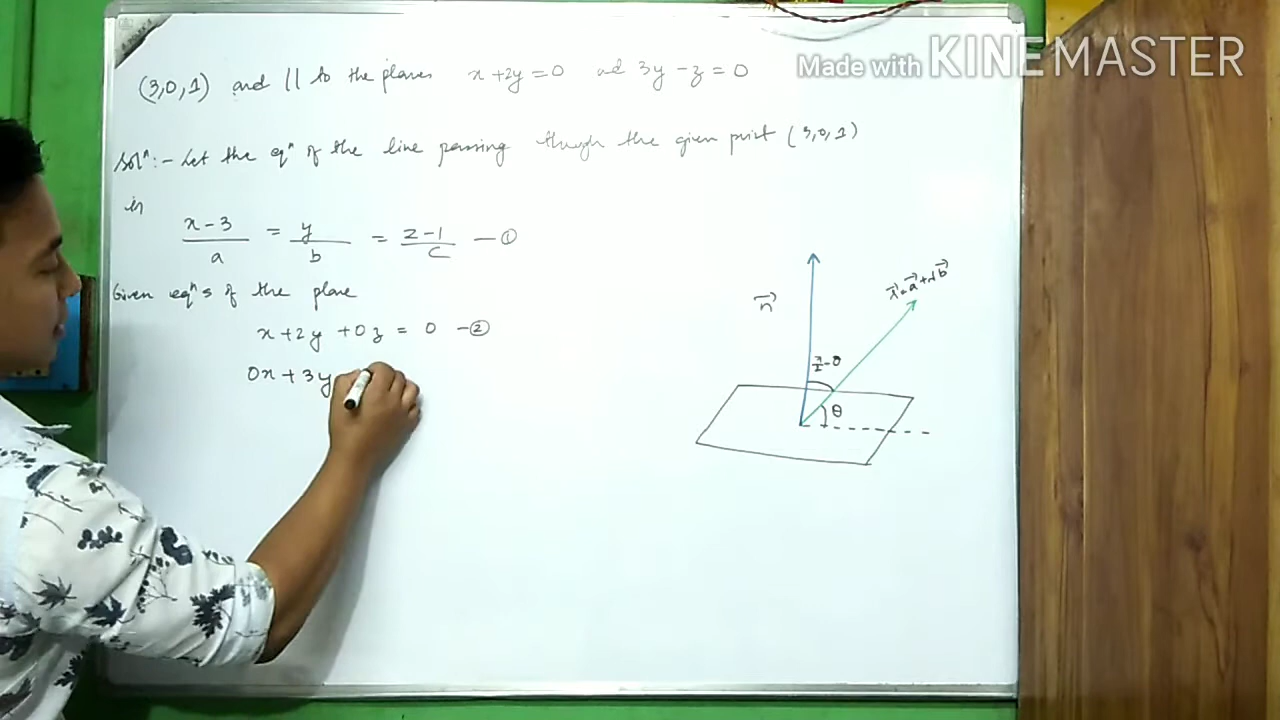 Made with KINEMASTER
(3,0,1) and || to the planes x + 2y = 0 and 3y - z = 0
Solⁿ:- Let the eqⁿ of the line passing through the given point (3,0,1)
is
x-3/a = y/b = z-1/c — ①
Given eqⁿs of the plane
x + 2y + 0z = 0 — ②
0x + 3y
n⃗
r⃗ = a⃗ + λb⃗
π/2 - θ
θ